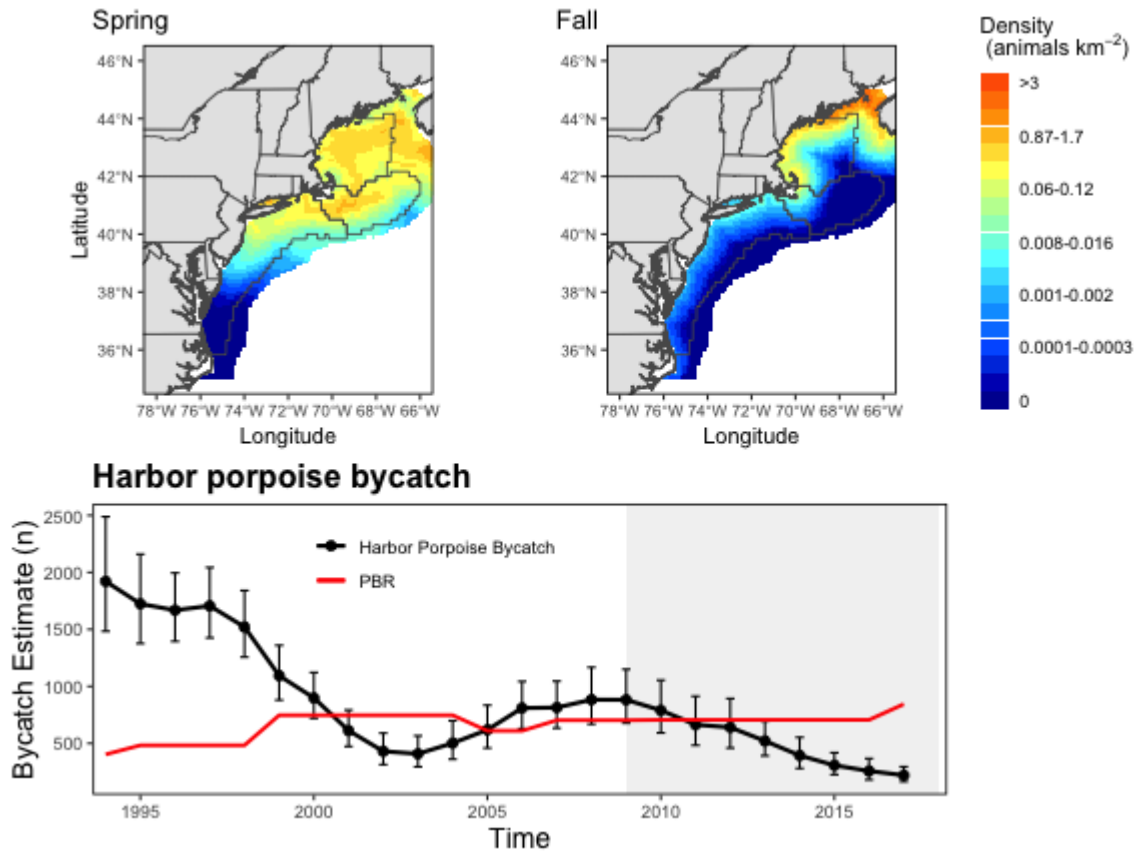 Spring
Fall
Density
(animals km⁻²)
46°N
44°N
42°N
40°N
38°N
36°N
Latitude
78°W 76°W 74°W 72°W 70°W 68°W 66°W
Longitude
46°N
44°N
42°N
40°N
38°N
36°N
78°W 76°W 74°W 72°W 70°W 68°W 66°W
Longitude
>3
0.87-1.7
0.06-0.12
0.008-0.016
0.001-0.002
0.0001-0.0003
0
Harbor porpoise bycatch
Bycatch Estimate (n)
2500
2000
1500
1000
500
Harbor Porpoise Bycatch
PBR
1995 2000 2005 2010 2015
Time